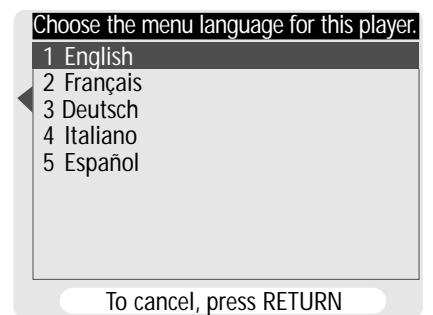 Choose the menu language for this player.
1 English
2 Français
3 Deutsch
4 Italiano
5 Español
To cancel, press RETURN